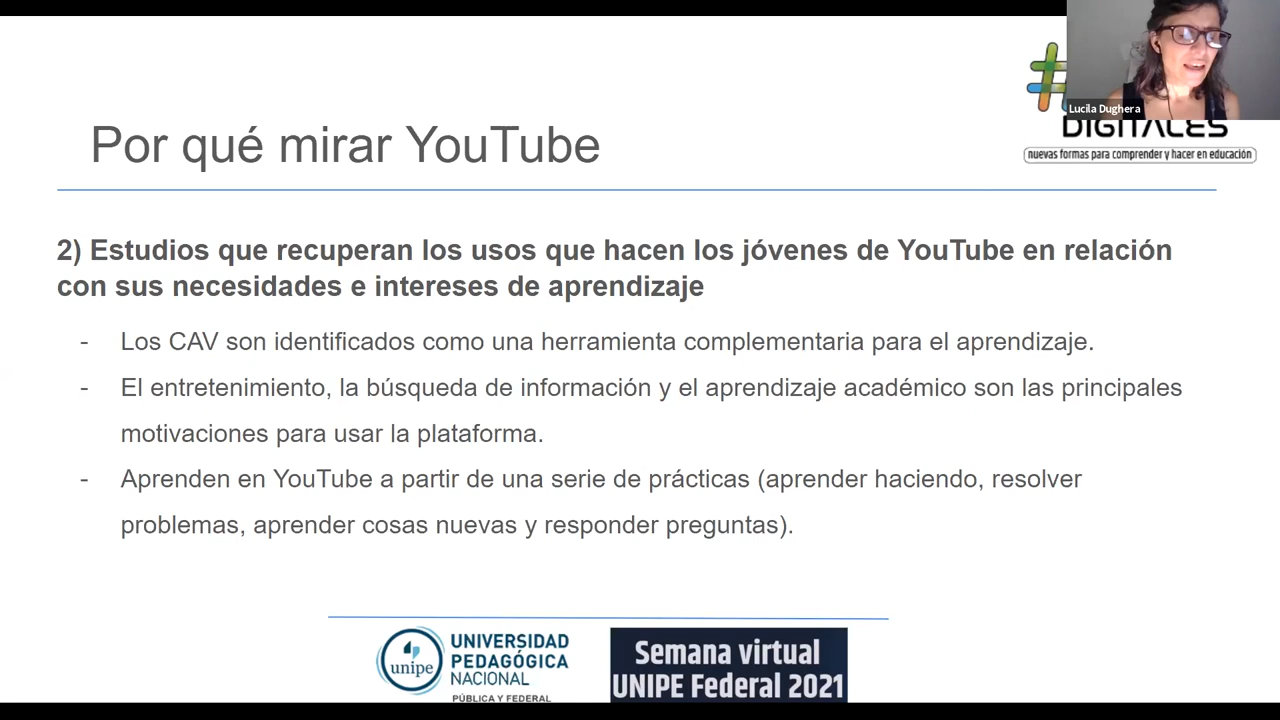 Lucila Dughera
DIGITALES
nuevas formas para comprender y hacer en educación
Por qué mirar YouTube
2) Estudios que recuperan los usos que hacen los jóvenes de YouTube en relación
con sus necesidades e intereses de aprendizaje
- Los CAV son identificados como una herramienta complementaria para el aprendizaje.
- El entretenimiento, la búsqueda de información y el aprendizaje académico son las principales
motivaciones para usar la plataforma.
- Aprenden en YouTube a partir de una serie de prácticas (aprender haciendo, resolver
problemas, aprender cosas nuevas y responder preguntas).
unipe
UNIVERSIDAD
PEDAGÓGICA
NACIONAL
PÚBLICA Y FEDERAL
Semana virtual
UNIPE Federal 2021